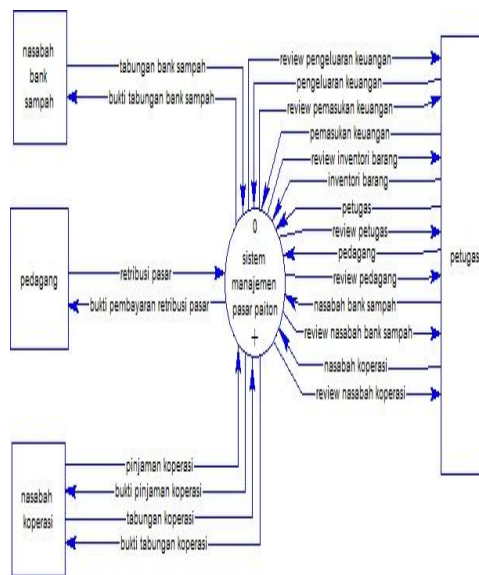 nasabah
bank
sampah
tabungan bank sampah
bukti tabungan bank sampah
pedagang
retribusi pasar
bukti pembayaran retribusi pasar
nasabah
koperasi
pinjaman koperasi
bukti pinjaman koperasi
tabungan koperasi
bukti tabungan koperasi
0
sistem
manajemen
pasar paiton
+
review pengeluaran keuangan
pengeluaran keuangan
review pemasukan keuangan
pemasukan keuangan
review inventori barang
inventori barang
petugas
review petugas
pedagang
review pedagang
nasabah bank sampah
review nasabah bank sampah
nasabah koperasi
review nasabah koperasi
petugas